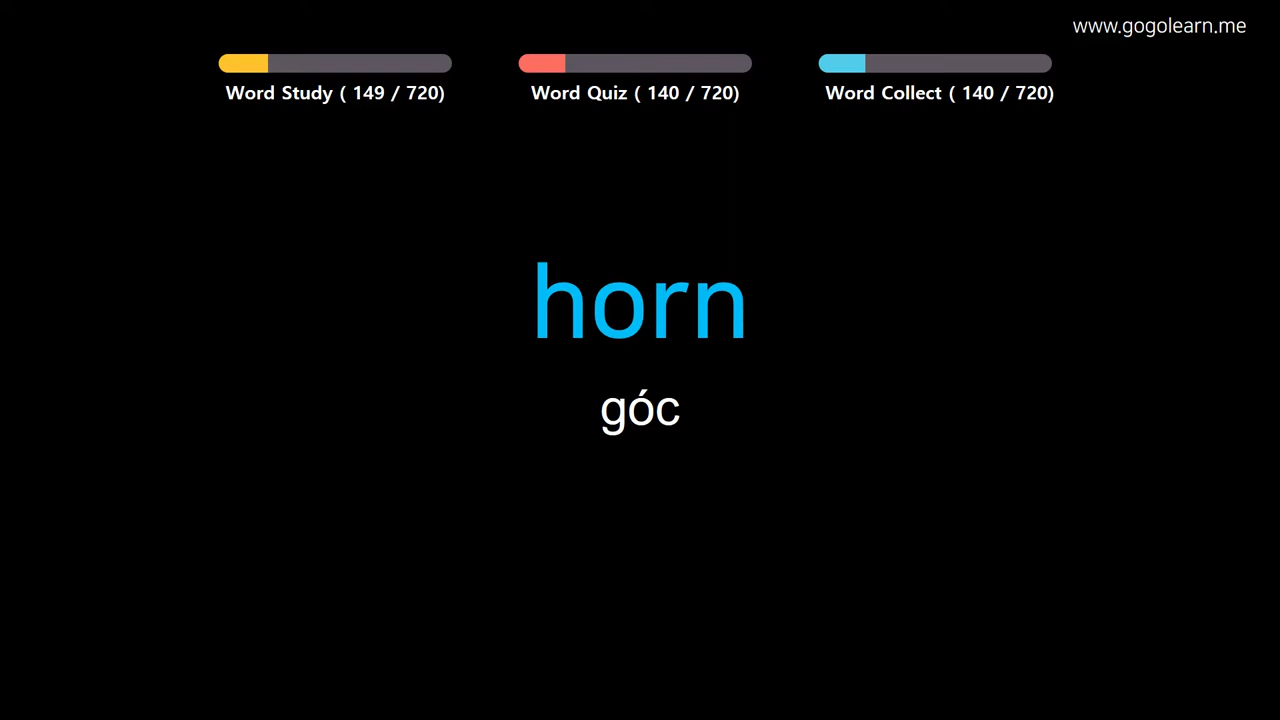 www.gogolearn.me
Word Study ( 149 / 720)
Word Quiz ( 140 / 720)
Word Collect ( 140 / 720)
horn
góc